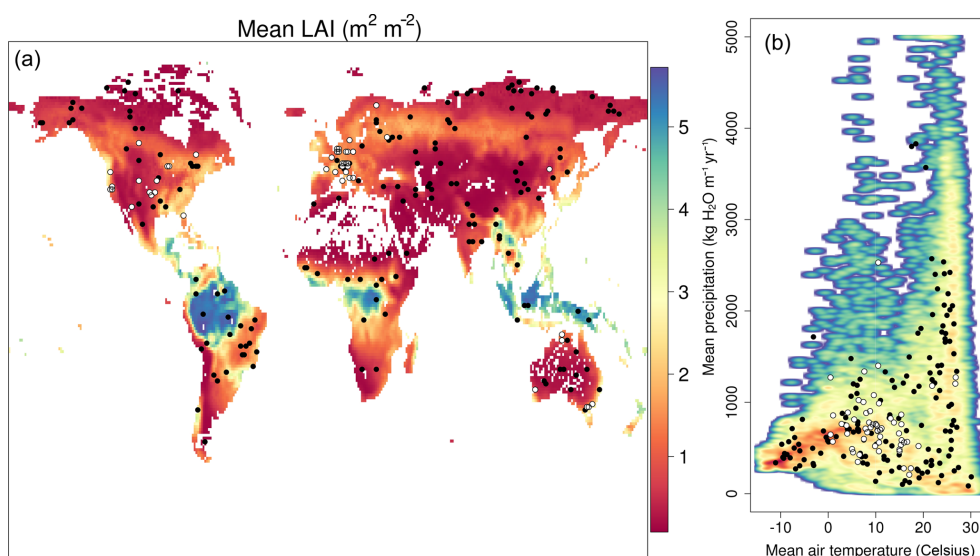 Mean LAI (m² m⁻²)
(a)
5
4
3
2
1
(b)
Mean precipitation (kg H₂O m⁻¹ yr⁻¹)
5000
4000
3000
2000
1000
0
-10 0 10 20 30
Mean air temperature (Celsius)